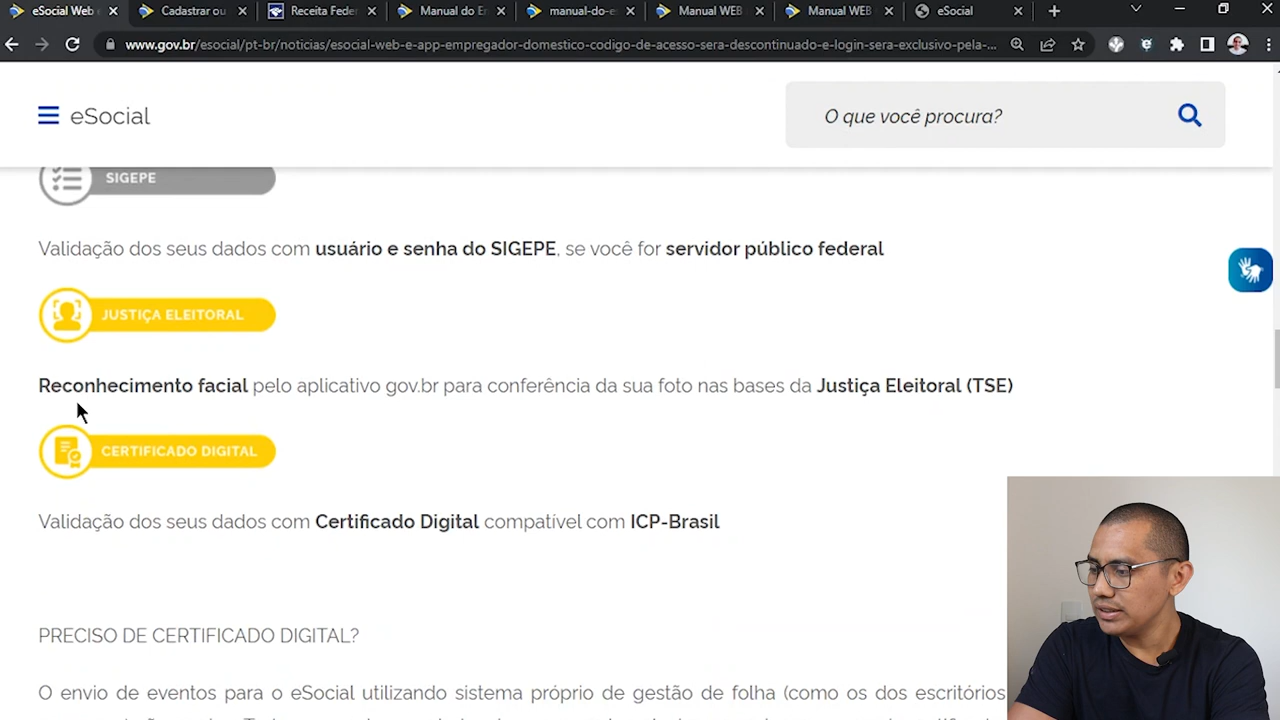 eSocial Web e
Cadastrar ou
Receita Feder
Manual do Em
manual-do-es
Manual WEB
Manual WEB
eSocial
www.gov.br/esocial/pt-br/noticias/esocial-web-e-app-empregador-domestico-codigo-de-acesso-sera-descontinuado-e-login-sera-exclusivo-pela-...
eSocial
O que você procura?
SIGEPE
Validação dos seus dados com usuário e senha do SIGEPE, se você for servidor público federal
JUSTIÇA ELEITORAL
Reconhecimento facial pelo aplicativo gov.br para conferência da sua foto nas bases da Justiça Eleitoral (TSE)
CERTIFICADO DIGITAL
Validação dos seus dados com Certificado Digital compatível com ICP-Brasil
PRECISO DE CERTIFICADO DIGITAL?
O envio de eventos para o eSocial utilizando sistema próprio de gestão de folha (como os dos escritórios